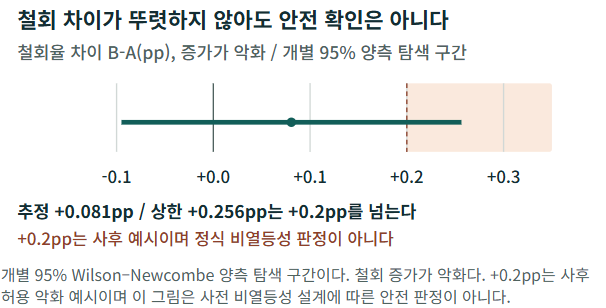 철회 차이가 뚜렷하지 않아도 안전 확인은 아니다
철회율 차이 B-A(pp), 증가가 악화 / 개별 95% 양측 탐색 구간
-0.1 +0.0 +0.1 +0.2 +0.3
추정 +0.081pp / 상한 +0.256pp는 +0.2pp를 넘는다
+0.2pp는 사후 예시이며 정식 비열등성 판정이 아니다
개별 95% Wilson–Newcombe 양측 탐색 구간이다. 철회 증가가 악화다. +0.2pp는 사후
허용 악화 예시이며 이 그림은 사전 비열등성 설계에 따른 안전 판정이 아니다.